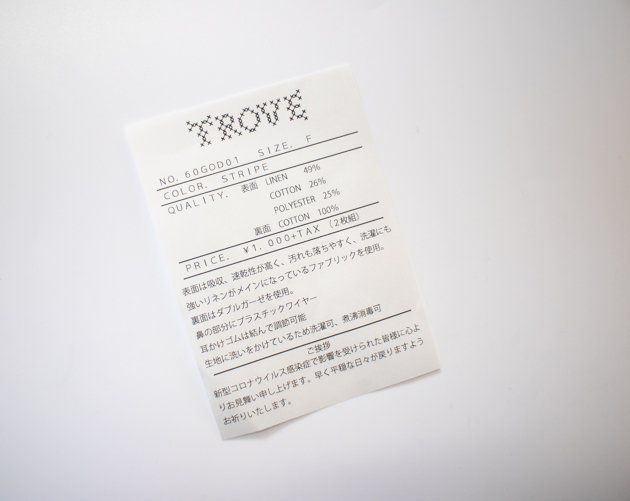 TROVE
NO. 60GOD01 SIZE. F
COLOR. STRIPE
QUALITY. 表面 LINEN 49%
COTTON 26%
POLYESTER 25%
裏面 COTTON 100%
PRICE. ¥1,000+TAX (2枚組)
表面は吸収、速乾性が高く、汚れも落ちやすく、洗濯にも
強いリネンがメインになっているファブリックを使用。
裏面はダブルガーゼを使用。
鼻の部分にプラスチックワイヤー
耳かけゴムは結んで調節可能
生地に洗いをかけているため洗濯可、煮沸消毒可
ご挨拶
新型コロナウイルス感染症で影響を受けられた皆様に心よ
りお見舞い申し上げます。早く平穏な日々が戻りますよう
お祈りいたします。